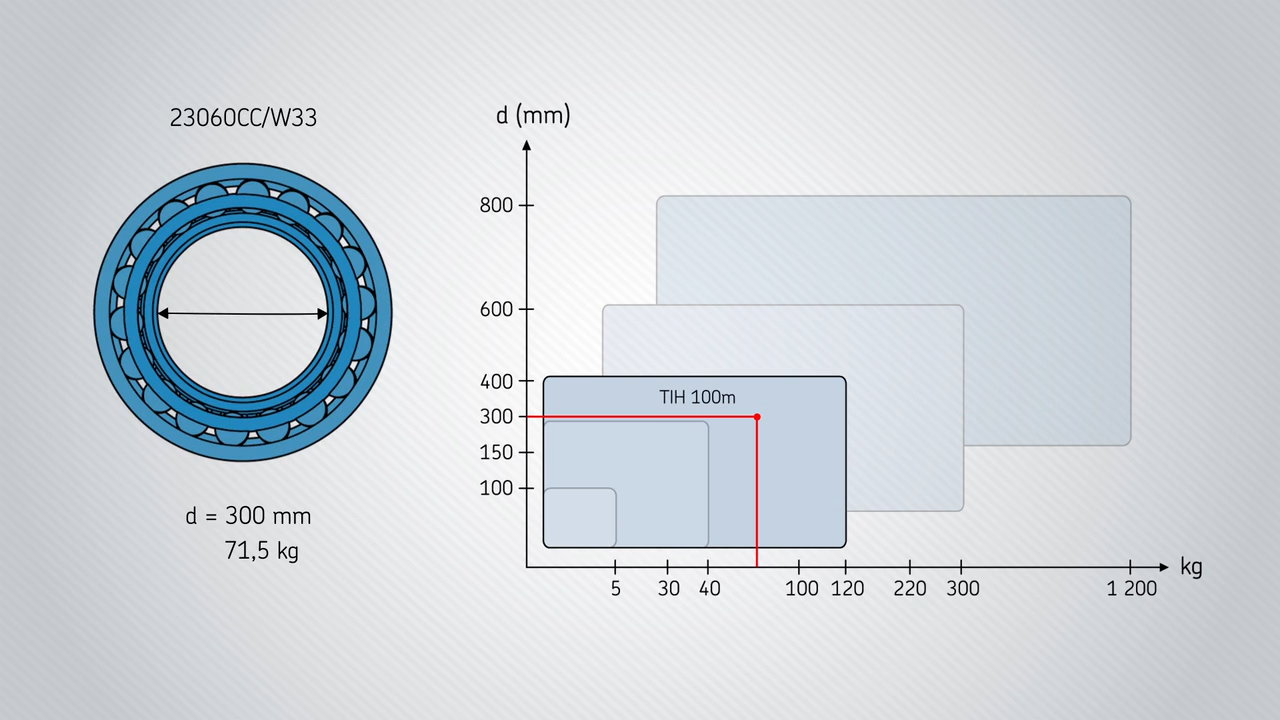 23060CC/W33
d = 300 mm
71,5 kg
d (mm)
800
600
400
300
150
100
TIH 100m
5 30 40 100 120 220 300 1 200
kg